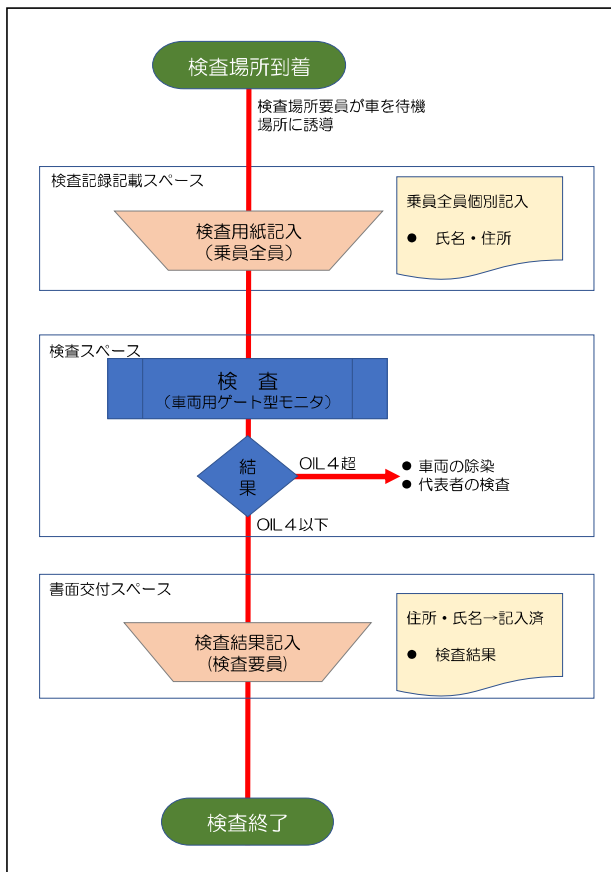 検査場所到着
検査場所要員が車を待機
場所に誘導
検査記録記載スペース
検査用紙記入
（乗員全員）
乗員全員個別記入
● 氏名・住所
検査スペース
検　査
（車両用ゲート型モニタ）
結
果
OIL４超
● 車両の除染
● 代表者の検査
OIL４以下
書面交付スペース
検査結果記入
(検査要員)
住所・氏名→記入済
● 検査結果
検査終了